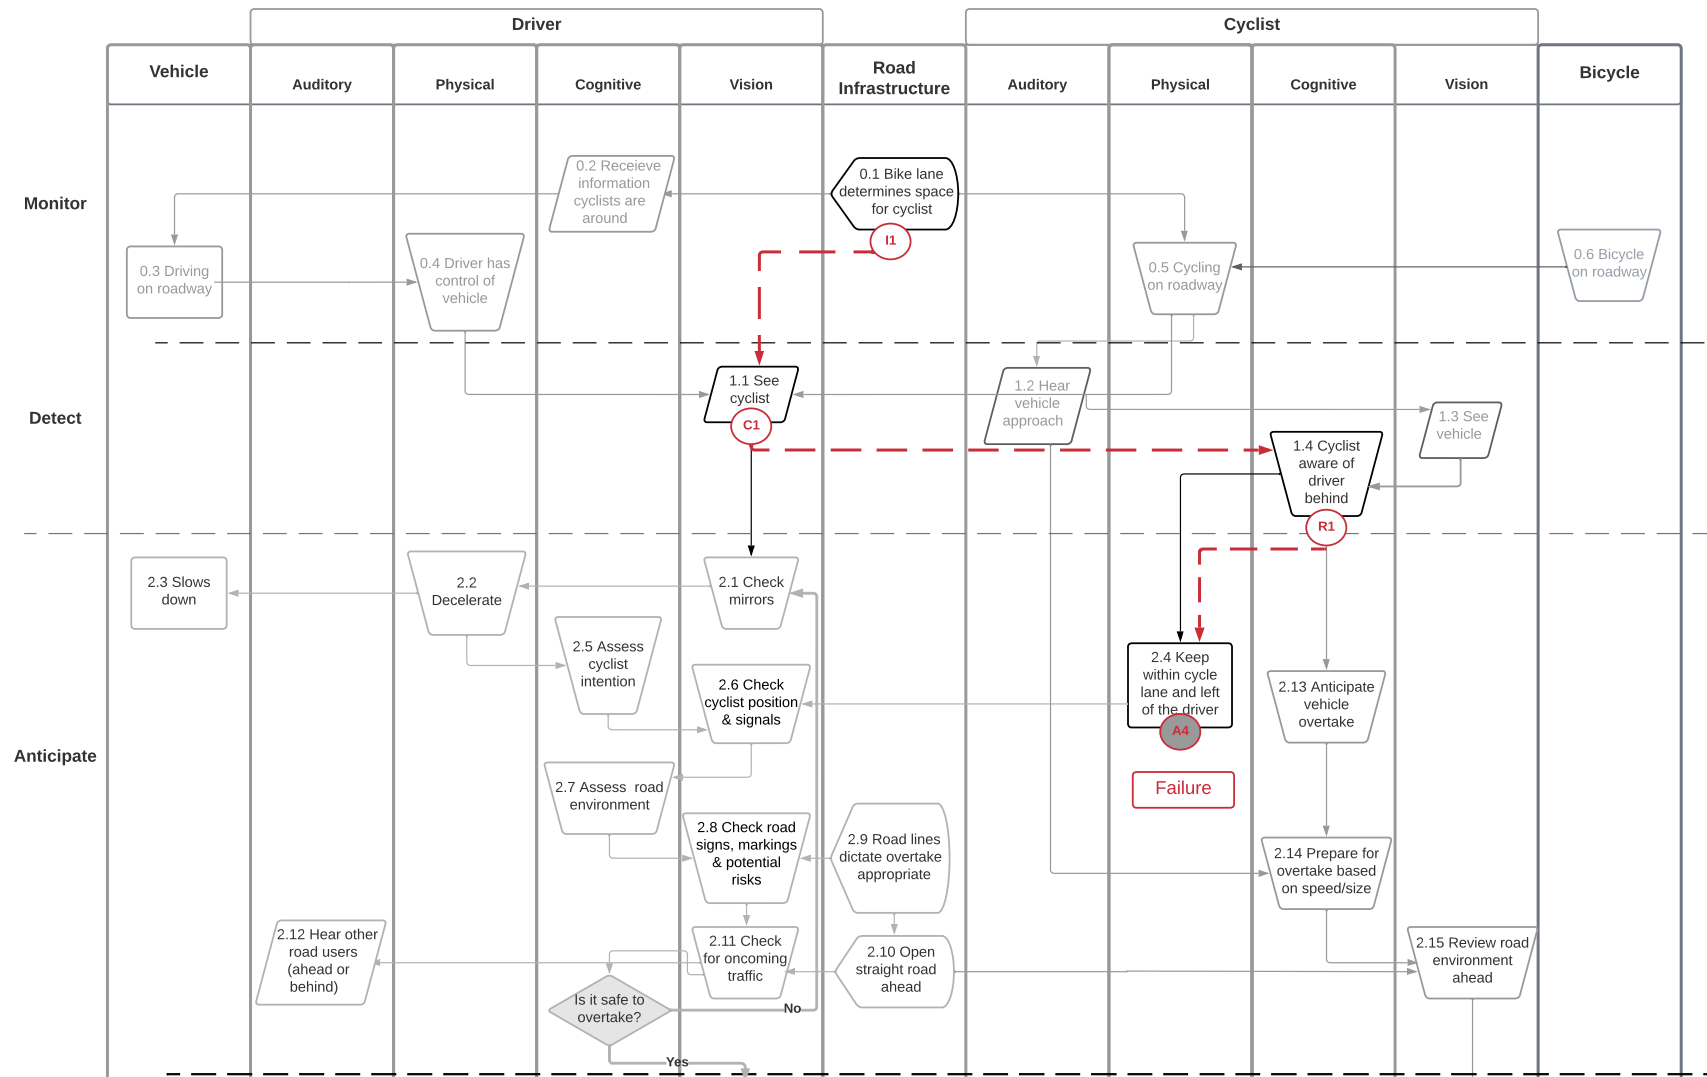 Driver
Cyclist
Vehicle
Auditory
Physical
Cognitive
Vision
Road
Infrastructure
Auditory
Physical
Cognitive
Vision
Bicycle
Monitor
0.2 Receieve
information
cyclists are
around
0.1 Bike lane
determines space
for cyclist
I1
0.3 Driving
on roadway
0.4 Driver has
control of
vehicle
0.5 Cycling
on roadway
0.6 Bicycle
on roadway
Detect
1.1 See
cyclist
C1
1.2 Hear
vehicle
approach
1.3 See
vehicle
1.4 Cyclist
aware of
driver
behind
R1
Anticipate
2.3 Slows
down
2.2
Decelerate
2.1 Check
mirrors
2.5 Assess
cyclist
intention
2.6 Check
cyclist position
& signals
2.4 Keep
within cycle
lane and left
of the driver
A4
Failure
2.13 Anticipate
vehicle
overtake
2.7 Assess  road
environment
2.8 Check road
signs, markings
& potential
risks
2.9 Road lines
dictate overtake
appropriate
2.14 Prepare for
overtake based
on speed/size
2.12 Hear other
road users
(ahead or
behind)
2.11 Check
for oncoming
traffic
2.10 Open
straight road
ahead
2.15 Review road
environment
ahead
Is it safe to
overtake?
No
Yes